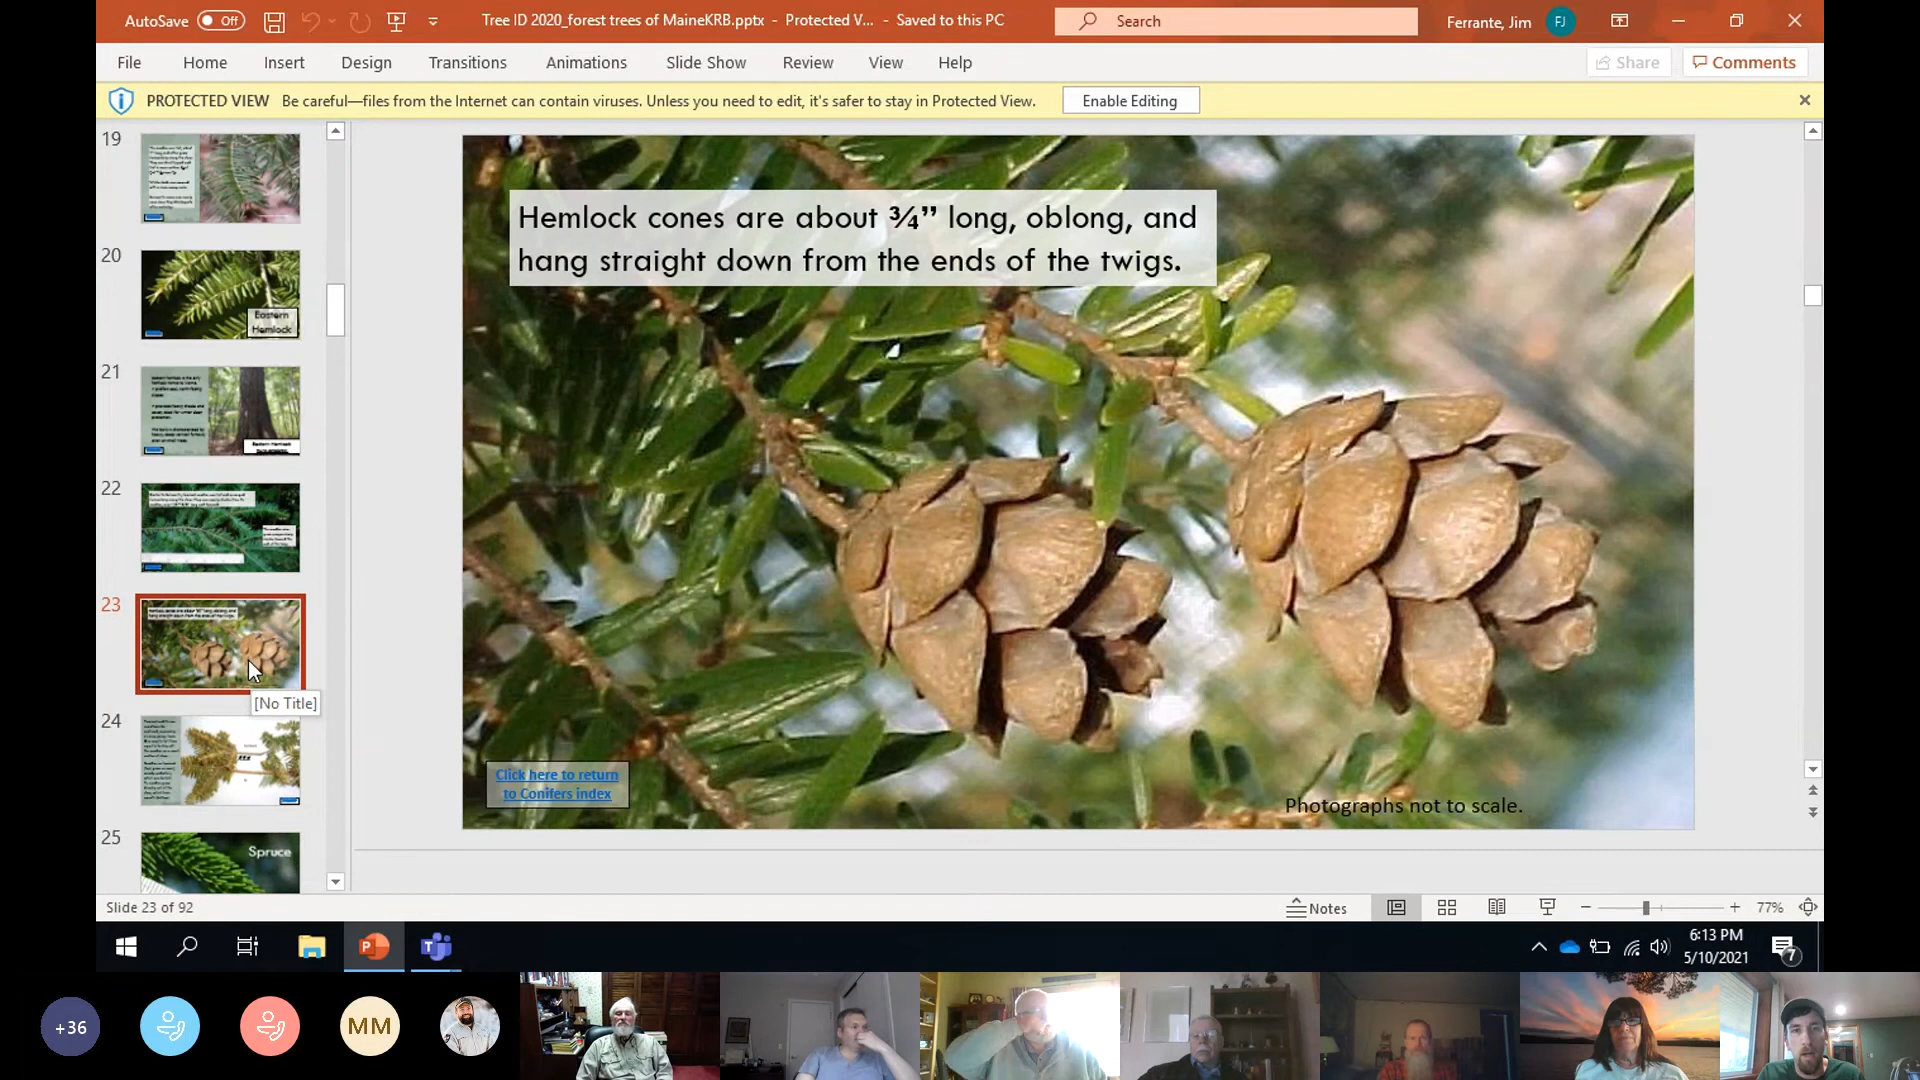 AutoSave Off
Tree ID 2020_forest trees of MaineKRB.pptx - Protected V... - Saved to this PC
Search
Ferrante, Jim
FJ
File Home Insert Design Transitions Animations Slide Show Review View Help
Share
Comments
PROTECTED VIEW Be careful—files from the Internet can contain viruses. Unless you need to edit, it's safer to stay in Protected View.
Enable Editing
19
20
Eastern
Hemlock
21
22
23
[No Title]
24
25
Spruce
Hemlock cones are about ¾” long, oblong, and
hang straight down from the ends of the twigs.
Click here to return
to Conifers index
Photographs not to scale.
Slide 23 of 92
Notes
77%
6:13 PM
5/10/2021
7
+36
MM